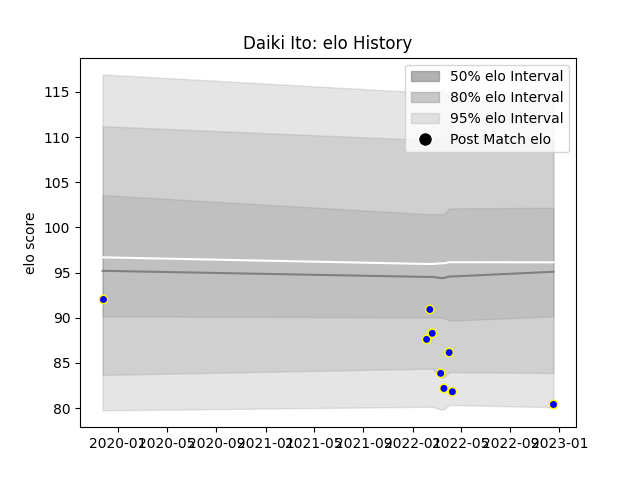 Daiki Ito: elo History
50% elo Interval
80% elo Interval
95% elo Interval
Post Match elo
elo score
115
110
105
100
95
90
85
80
2020-01 2020-05 2020-09 2021-01 2021-05 2021-09 2022-01 2022-05 2022-09 2023-01